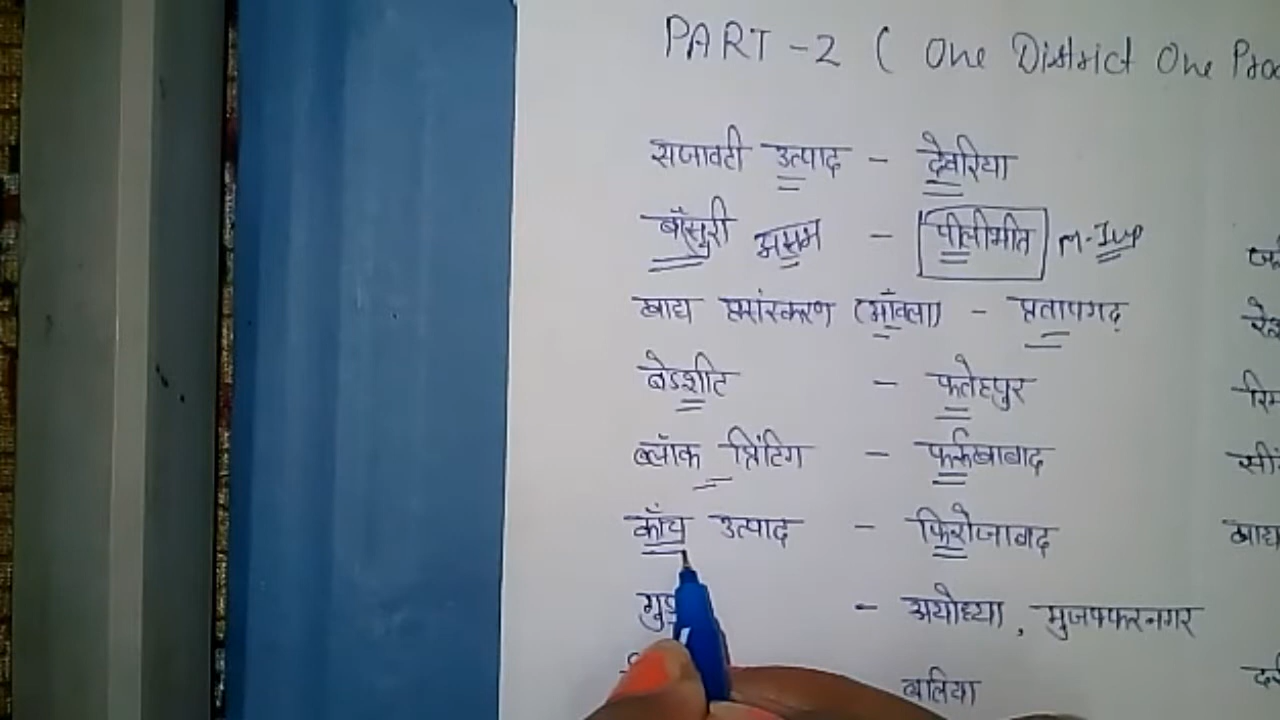 PART-2 ( One District One Proc
सजावटी उत्पाद - देवरिया
बाँसुरी - पीलीभीत
खाद्य प्रसंस्करण (आँवला) - प्रतापगढ़
बेडशीट - फतेहपुर
ब्लॉक प्रिंटिंग - फर्रुखाबाद
काँच उत्पाद - फिरोजाबाद
- अयोध्या, मुजफ्फरनगर
बलिया
खाद्य